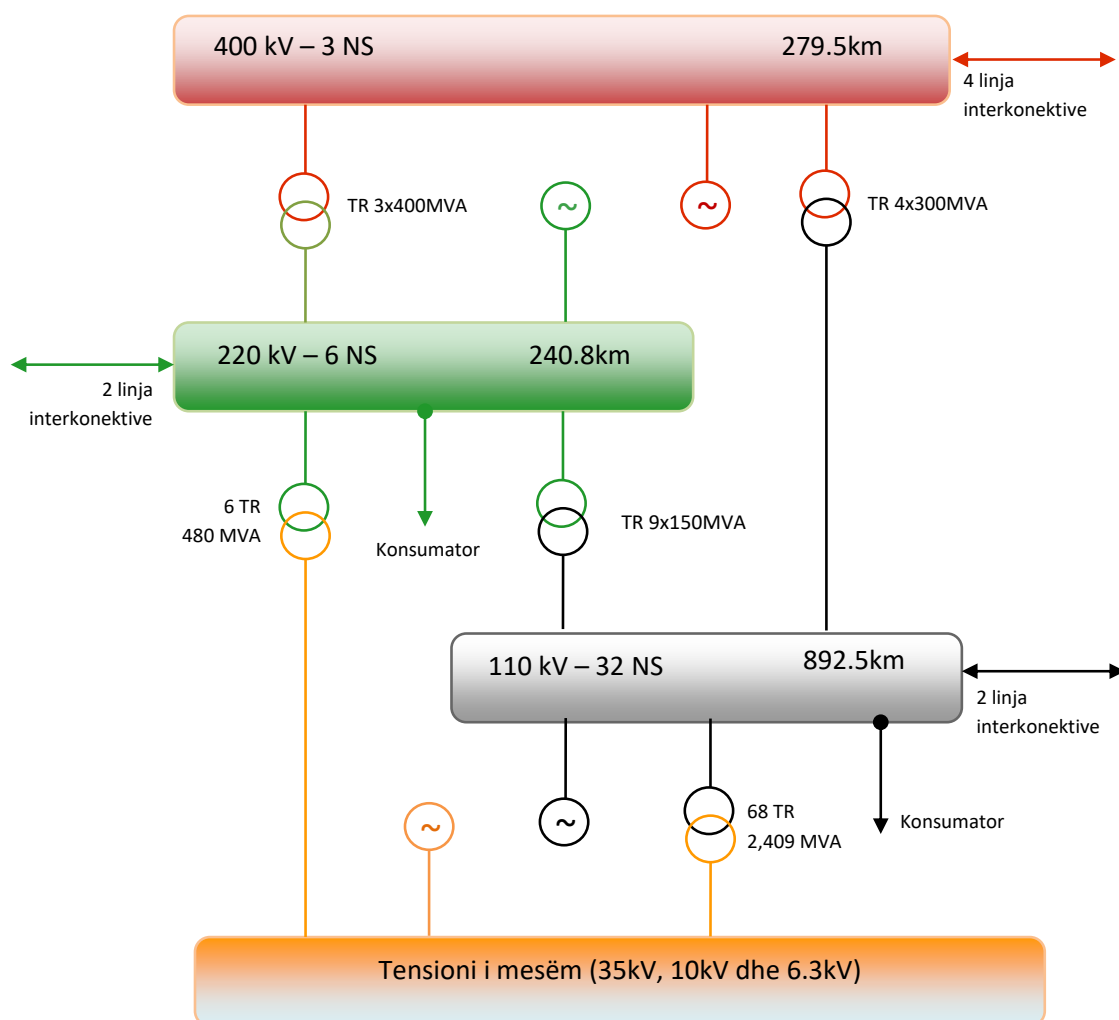 400 kV – 3 NS 279.5km
4 linja
interkonektive
TR 3x400MVA
~
~
TR 4x300MVA
220 kV – 6 NS 240.8km
2 linja
interkonektive
6 TR
480 MVA
Konsumator
TR 9x150MVA
110 kV – 32 NS 892.5km
2 linja
interkonektive
~
~
68 TR
2,409 MVA
Konsumator
Tensioni i mesëm (35kV, 10kV dhe 6.3kV)